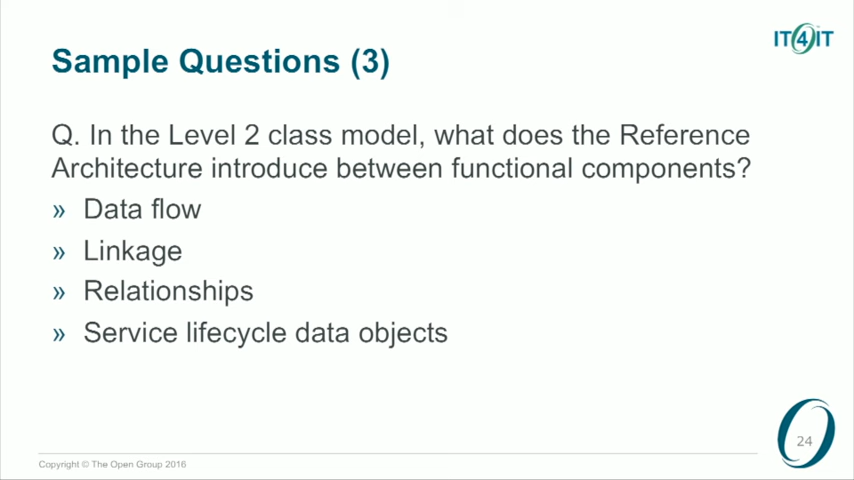 IT4IT
Sample Questions (3)
Q. In the Level 2 class model, what does the Reference
Architecture introduce between functional components?
» Data flow
» Linkage
» Relationships
» Service lifecycle data objects
24
Copyright © The Open Group 2016